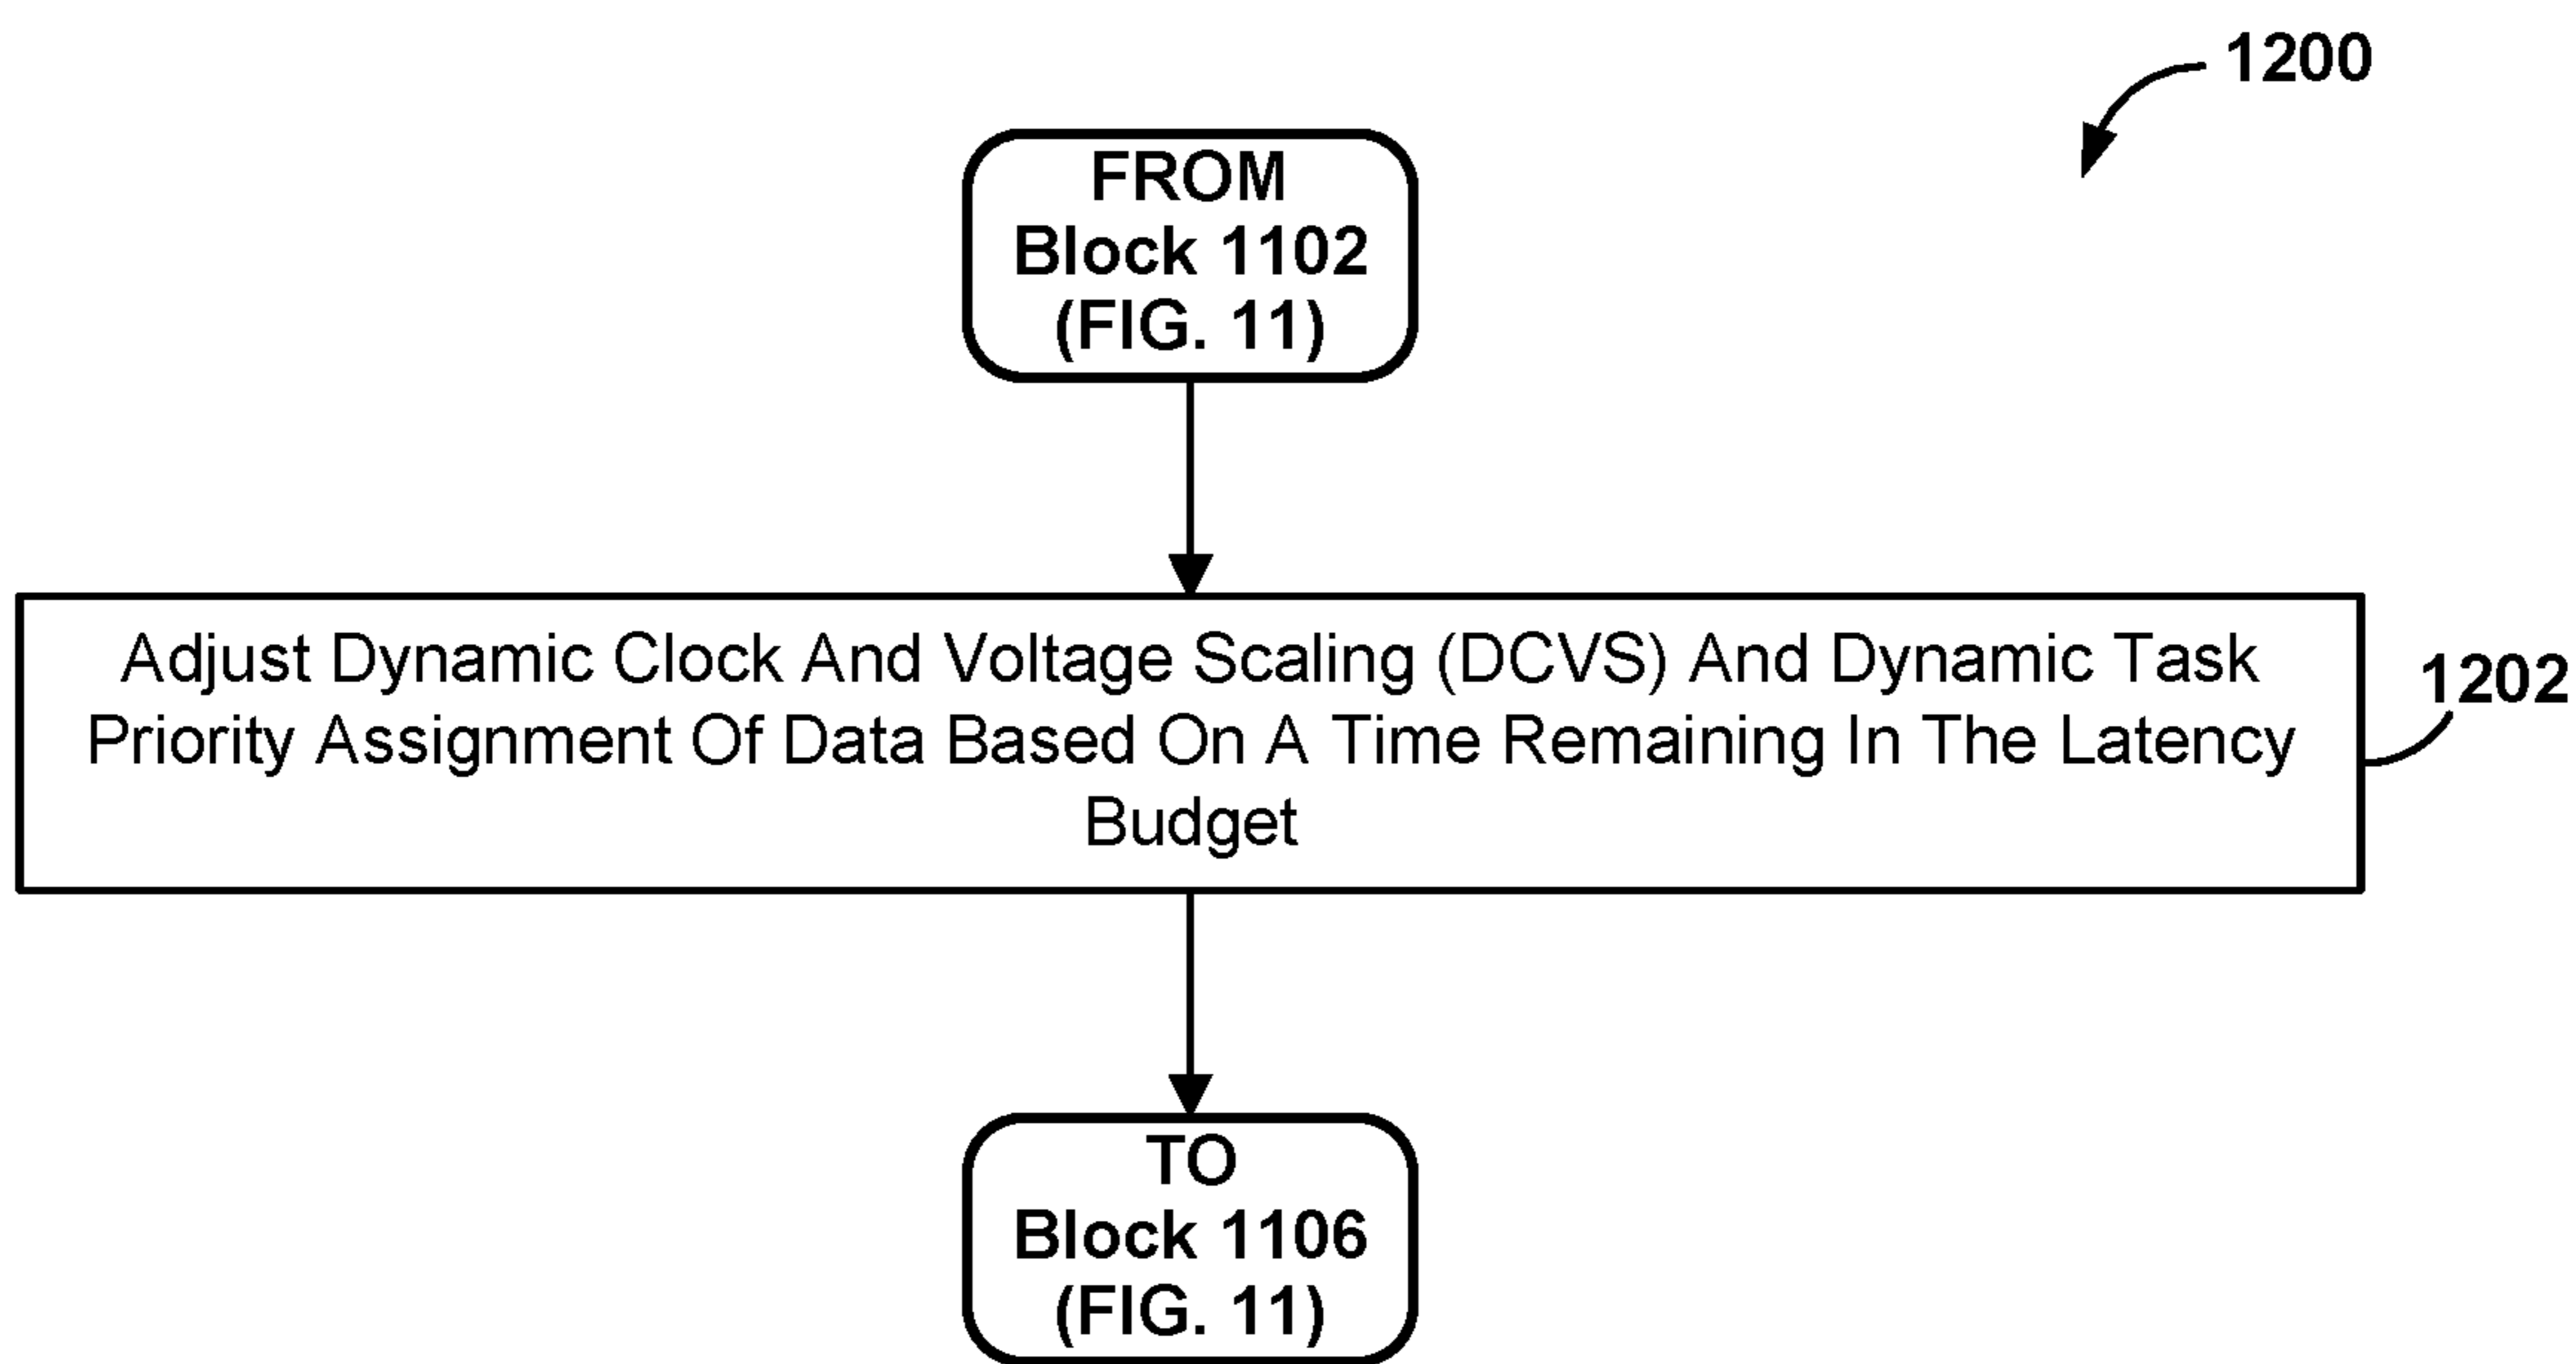 1200
FROM
Block 1102
(FIG. 11)
Adjust Dynamic Clock And Voltage Scaling (DCVS) And Dynamic Task
Priority Assignment Of Data Based On A Time Remaining In The Latency
Budget
1202
TO
Block 1106
(FIG. 11)